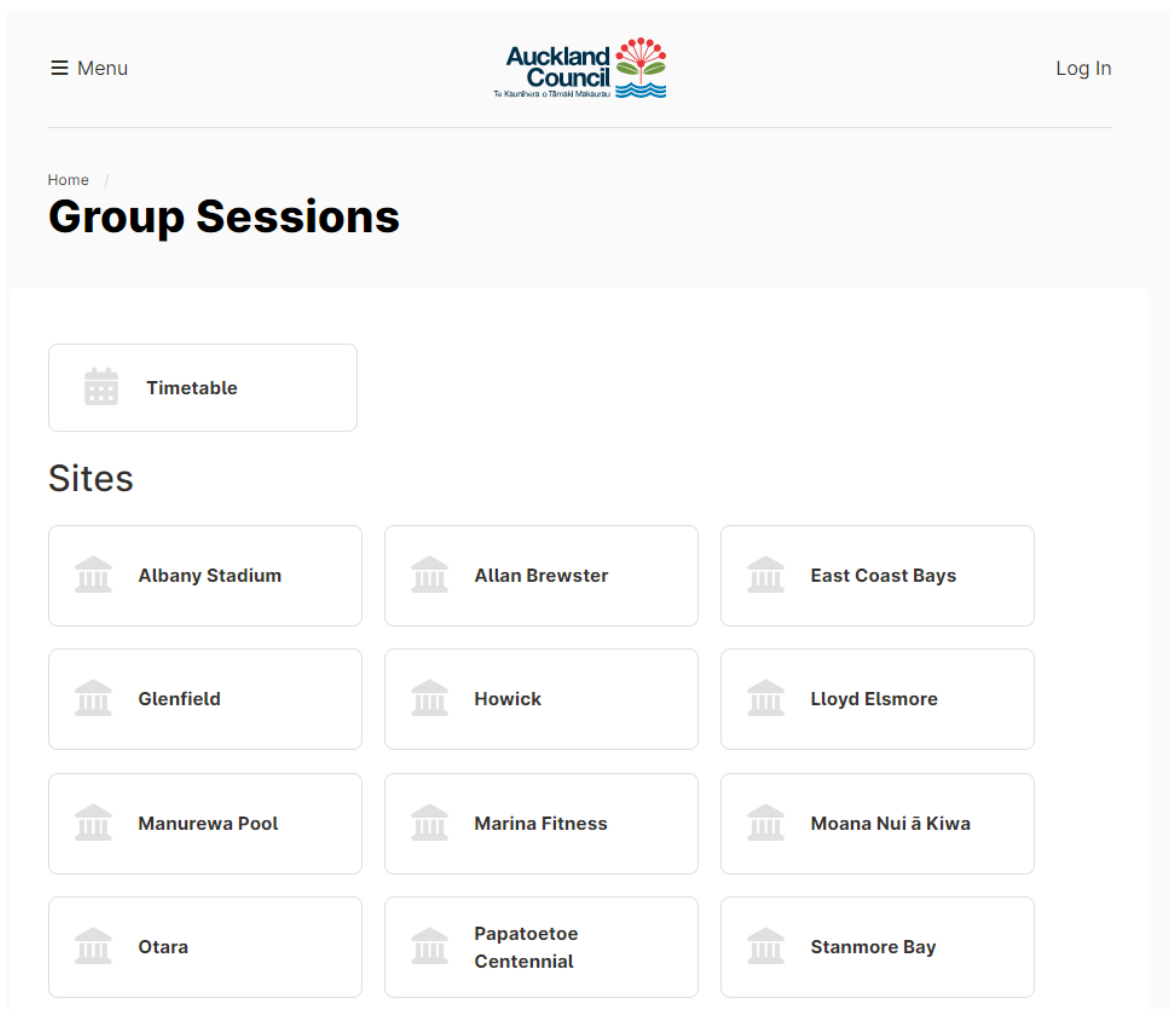 Menu
Auckland
Council
Te Kaunihera o Tāmaki Makaurau
Log In
Home /
Group Sessions
Timetable
Sites
Albany Stadium
Allan Brewster
East Coast Bays
Glenfield
Howick
Lloyd Elsmore
Manurewa Pool
Marina Fitness
Moana Nui ā Kiwa
Otara
Papatoetoe
Centennial
Stanmore Bay